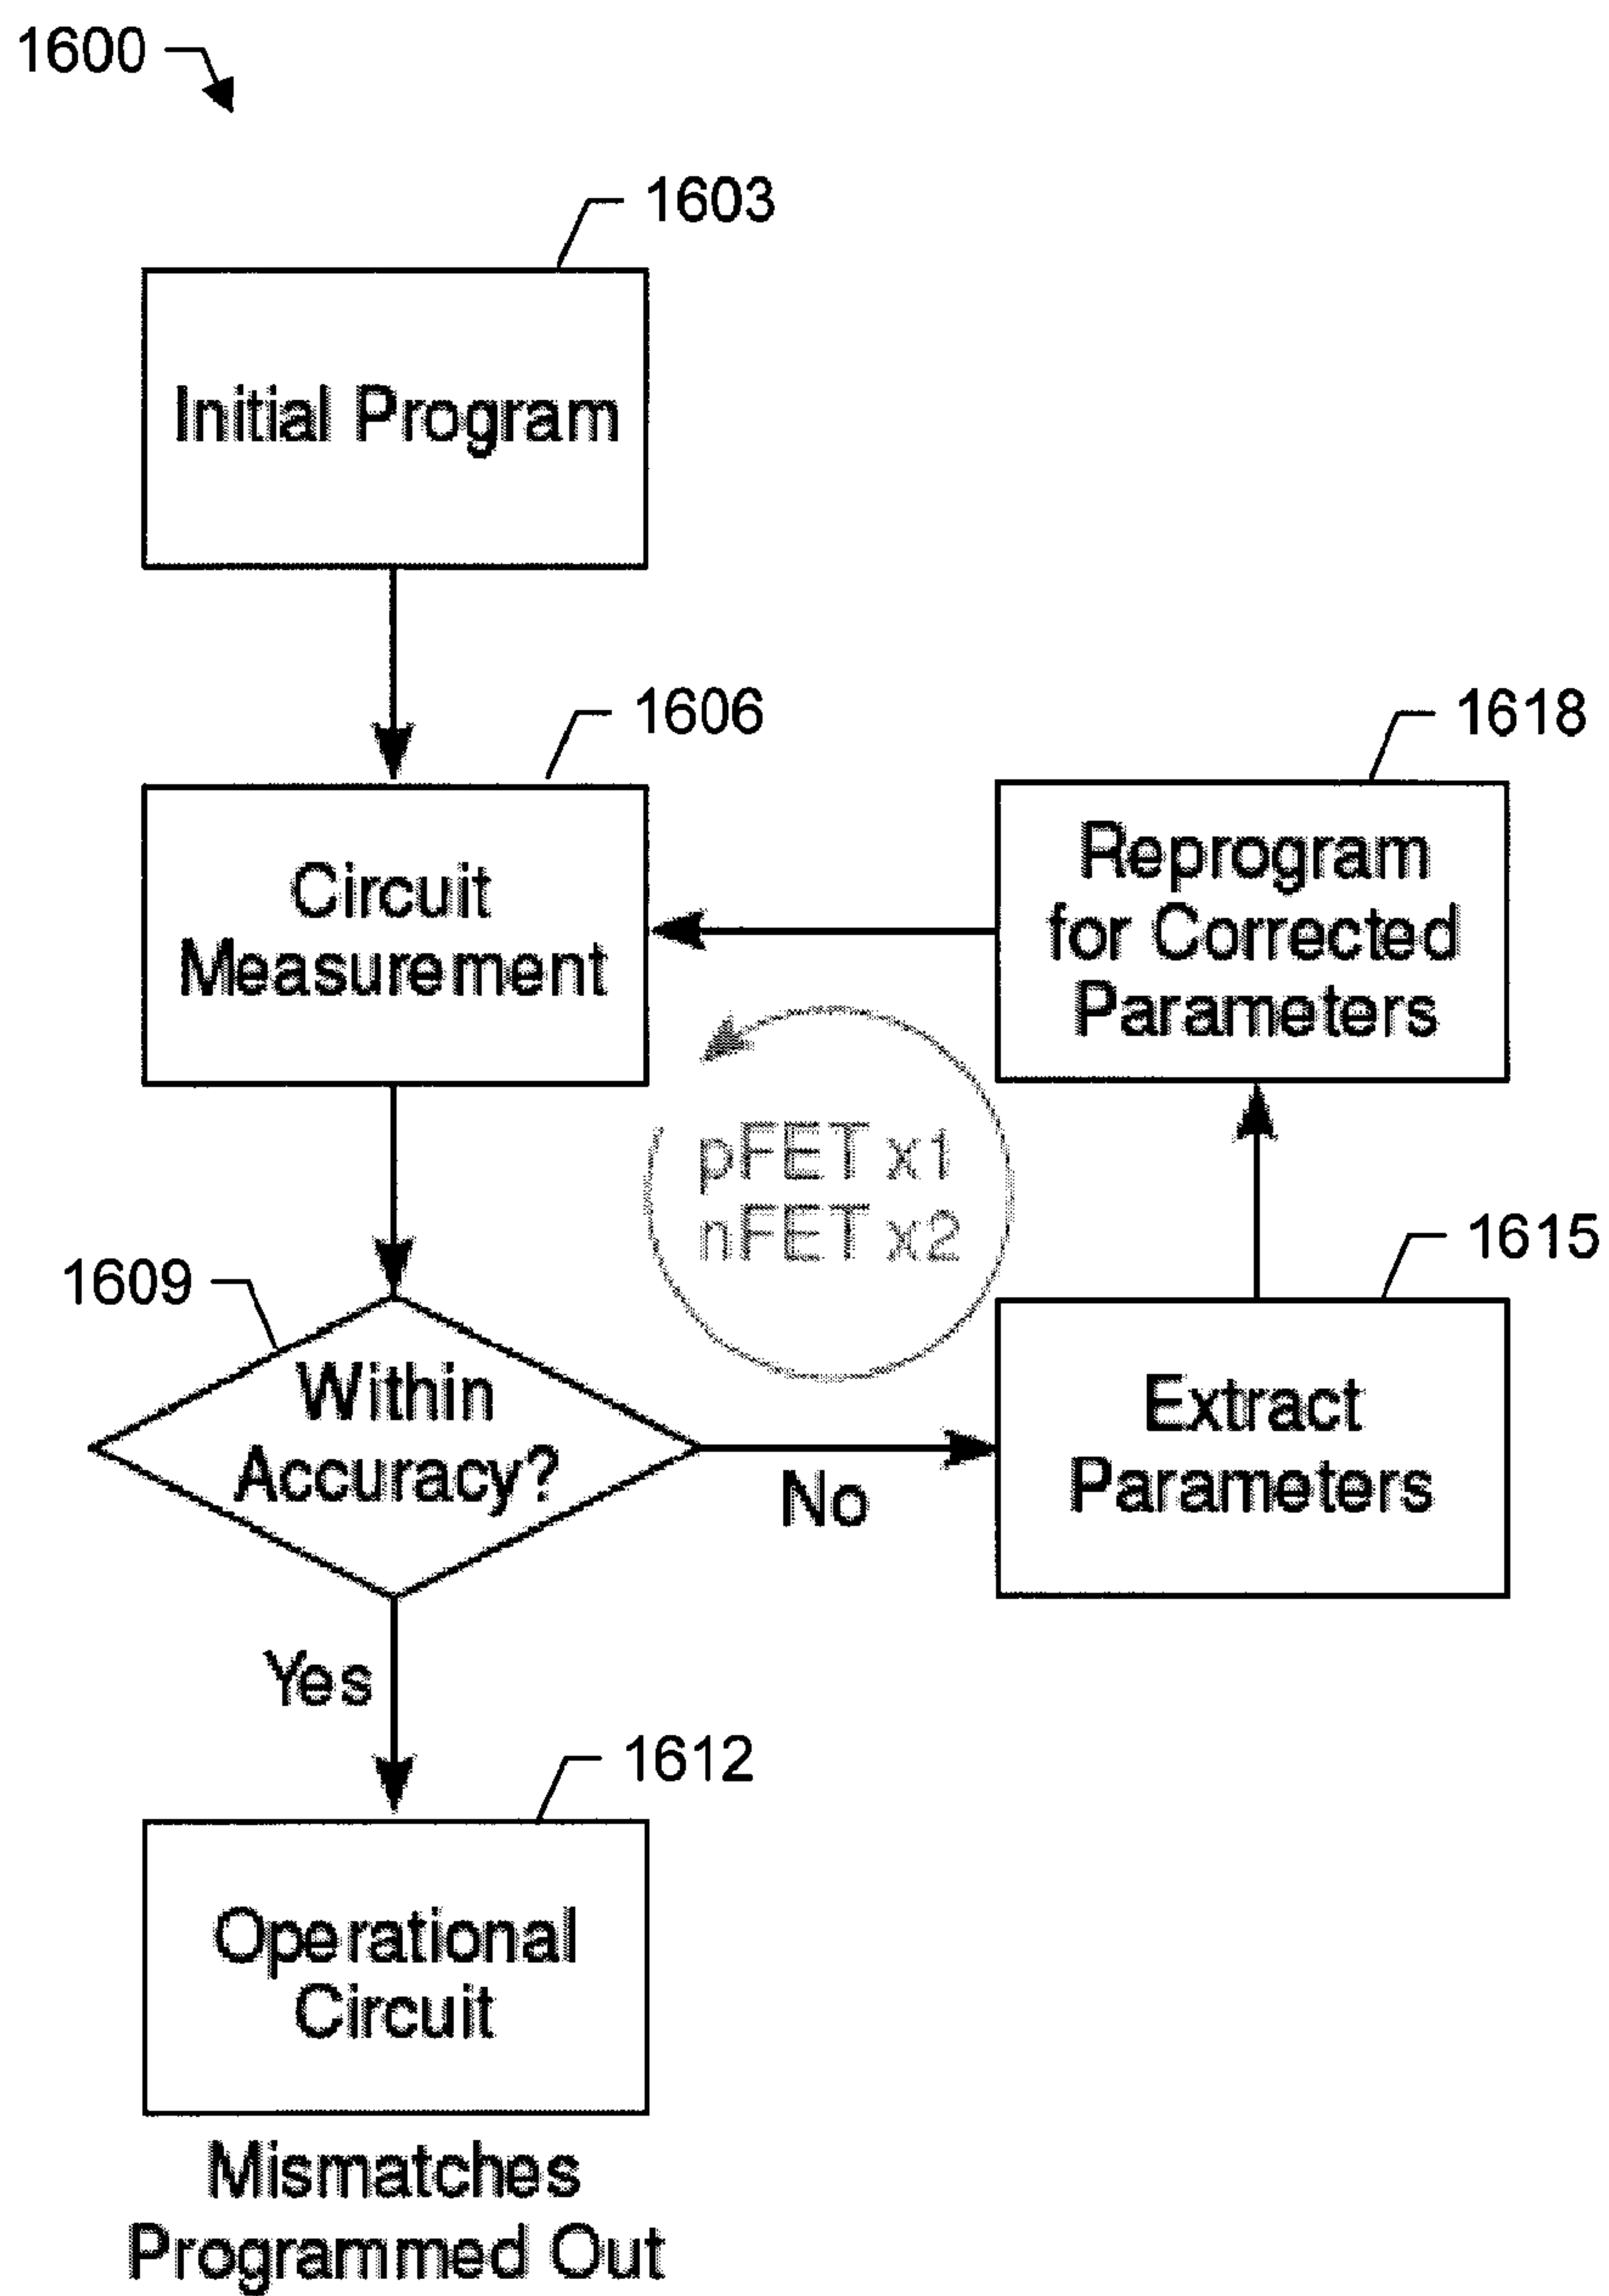 1600
1603
Initial Program
1606
Circuit
Measurement
1618
Reprogram
for Corrected
Parameters
pFET x1
nFET x2
1609
Within
Accuracy?
No
1615
Extract
Parameters
Yes
1612
Operational
Circuit
Mismatches
Programmed Out